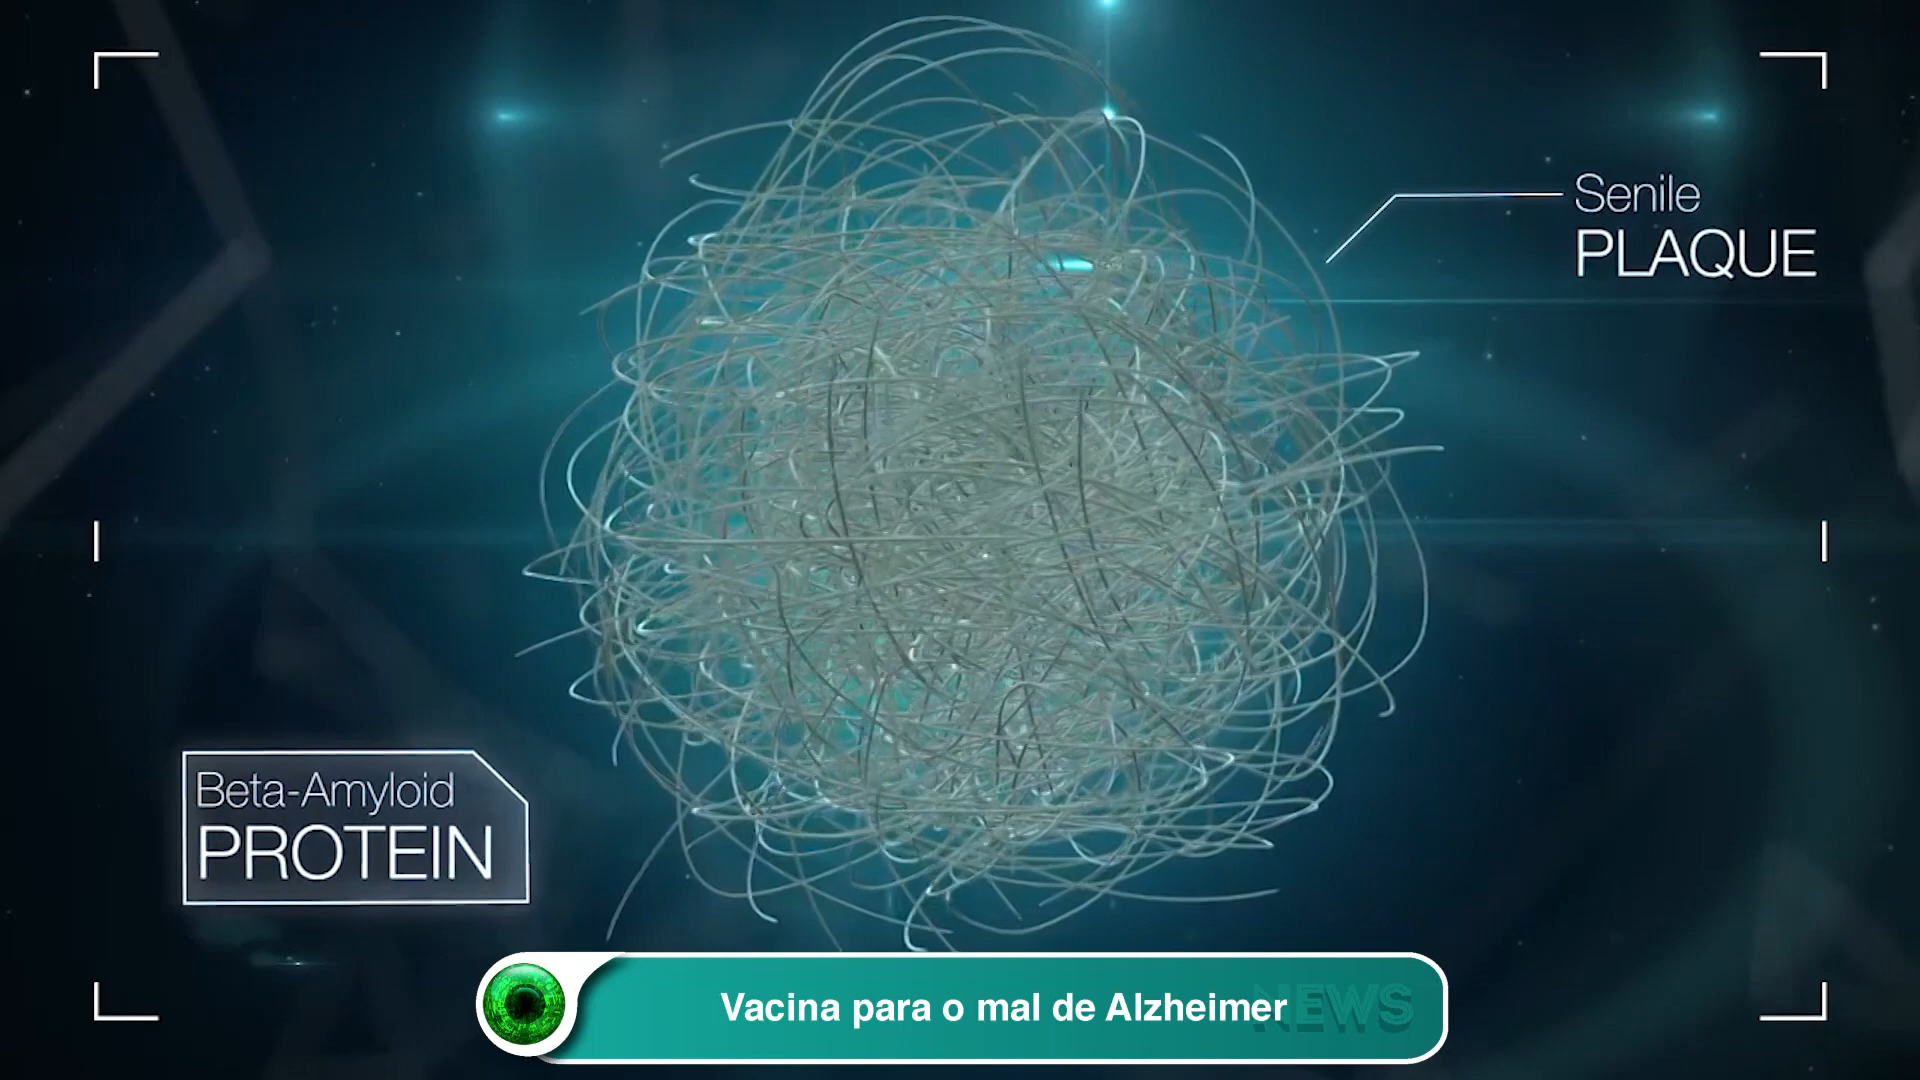 Senile
PLAQUE
Beta-Amyloid
PROTEIN
Vacina para o mal de Alzheimer
NEWS